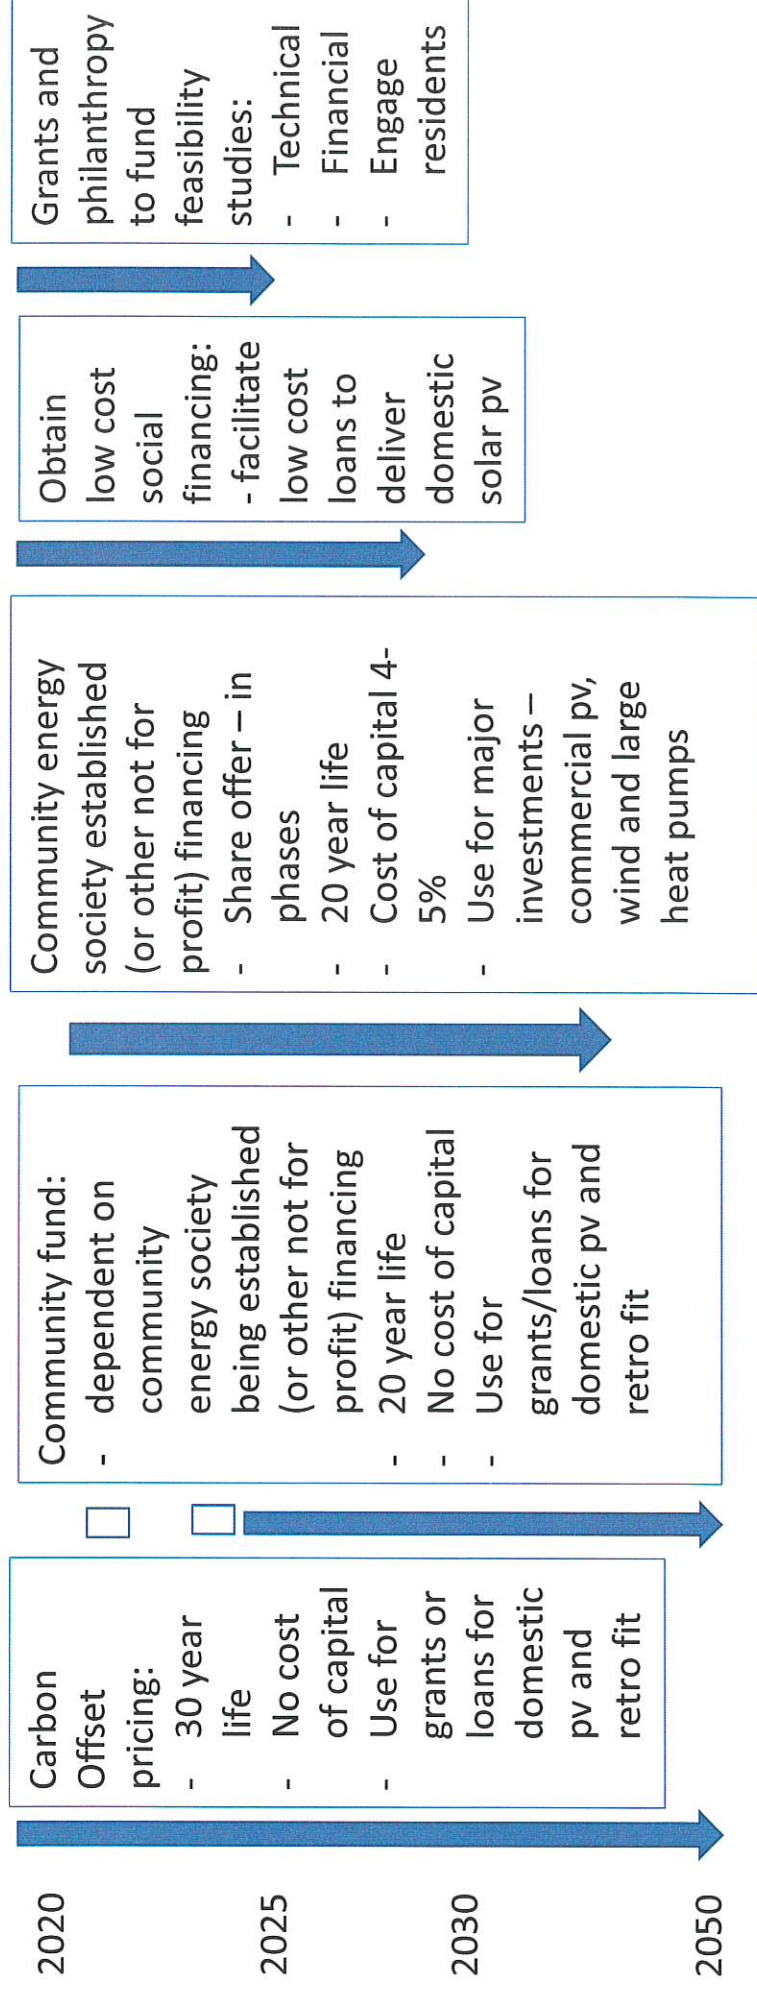 2020
2025
2030
2050
Carbon
Offset
pricing:
- 30 year
life
- No cost
of capital
- Use for
grants or
loans for
domestic
pv and
retro fit
Community fund:
- dependent on
community
energy society
being established
(or other not for
profit) financing
- 20 year life
- No cost of capital
- Use for
grants/loans for
domestic pv and
retro fit
Community energy
society established
(or other not for
profit) financing
- Share offer – in
phases
- 20 year life
- Cost of capital 4-
5%
- Use for major
investments –
commercial pv,
wind and large
heat pumps
Obtain
low cost
social
financing:
- facilitate
low cost
loans to
deliver
domestic
solar pv
Grants and
philanthropy
to fund
feasibility
studies:
- Technical
- Financial
- Engage
residents